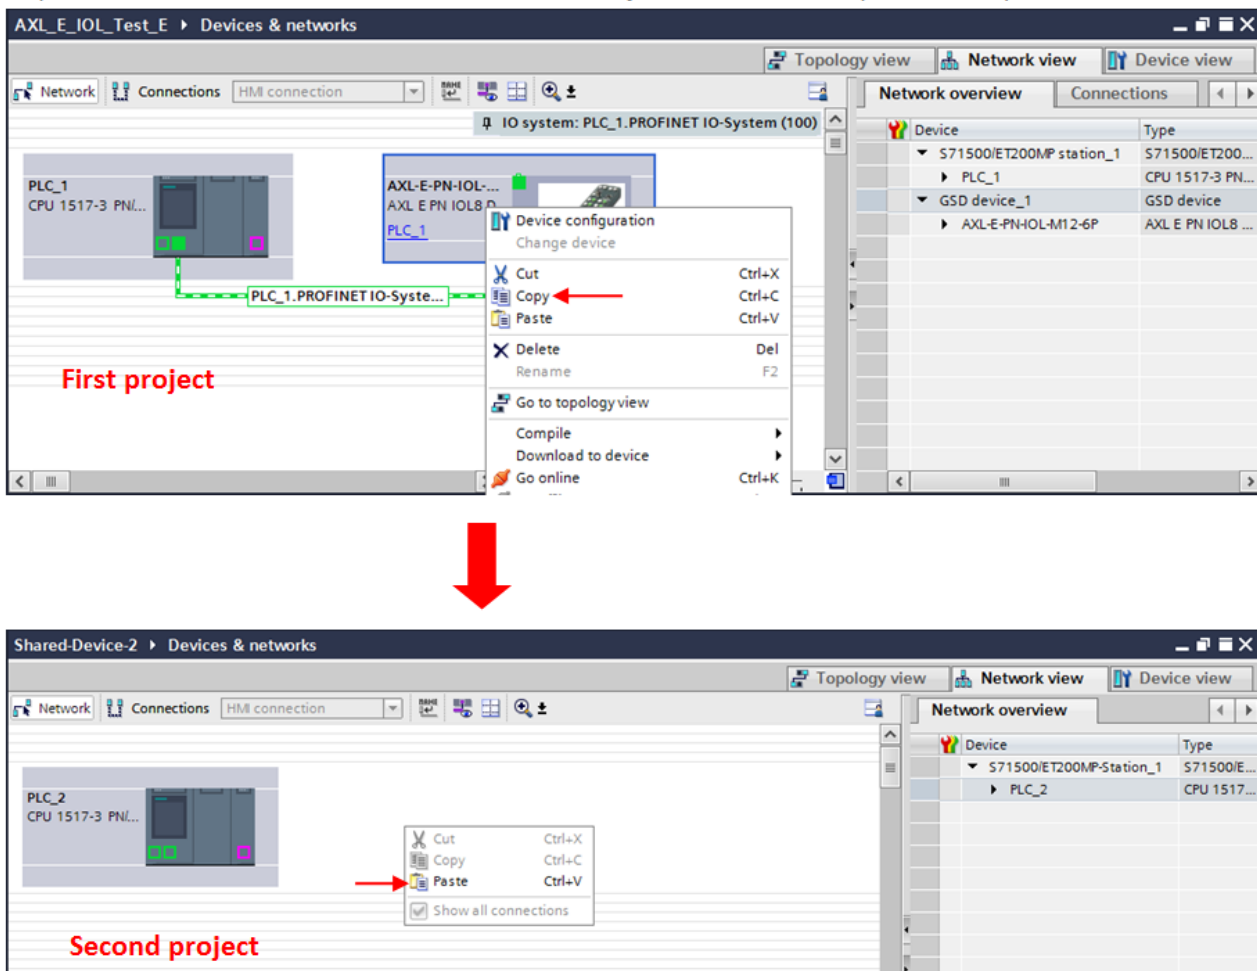 AXL_E_IOL_Test_E ▸ Devices & networks
Topology view Network view Device view
Network Connections HMI connection
Network overview Connections
IO system: PLC_1.PROFINET IO-System (100)
Device Type
S71500/ET200MP station_1 S71500/ET200...
PLC_1 CPU 1517-3 PN...
GSD device_1 GSD device
AXL-E-PN-IOL-M12-6P AXL E PN IOL8 ...
PLC_1
CPU 1517-3 PN/...
AXL-E-PN-IOL-...
AXL E PN IOL8 D
PLC_1
PLC_1.PROFINET IO-Syste...
Device configuration
Change device
Cut Ctrl+X
Copy Ctrl+C
Paste Ctrl+V
Delete Del
Rename F2
Go to topology view
Compile
Download to device
Go online Ctrl+K
First project
Shared-Device-2 ▸ Devices & networks
Topology view Network view Device view
Network Connections HMI connection
Network overview
Device Type
S71500/ET200MP-Station_1 S71500/E...
PLC_2 CPU 1517...
PLC_2
CPU 1517-3 PN/...
Cut Ctrl+X
Copy Ctrl+C
Paste Ctrl+V
Show all connections
Second project